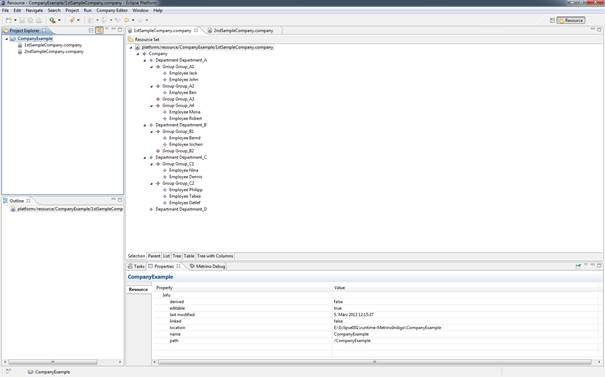 Resource - CompanyExample/1stSampleCompany.company - Eclipse Platform
File Edit Navigate Search Project Run Company Editor Window Help
Resource
Project Explorer
CompanyExample
1stSampleCompany.company
2ndSampleCompany.company
1stSampleCompany.company 2ndSampleCompany.company
Resource Set
platform:/resource/CompanyExample/1stSampleCompany.company
Company
Department Department_A
Group Group_A1
Employee Jack
Employee John
Group Group_A2
Employee Ben
Group Group_A3
Group Group_A4
Employee Mona
Employee Robert
Department Department_B
Group Group_B1
Employee Bernd
Employee Jochen
Group Group_B2
Department Department_C
Group Group_C1
Employee Nina
Employee Dennis
Group Group_C2
Employee Philipp
Employee Tabea
Employee Detlef
Department Department_D
Outline
platform:/resource/CompanyExample/1stSampleComp
Selection Parent List Tree Table Tree with Columns
Tasks Properties Metrino Debug
CompanyExample
Resource
Property Value
Info
derived false
editable true
last modified 5. März 2012 12:15:37
linked false
location E:\Eclipse002\runtime-MetrinoIndigo\CompanyExample
name CompanyExample
path /CompanyExample
CompanyExample